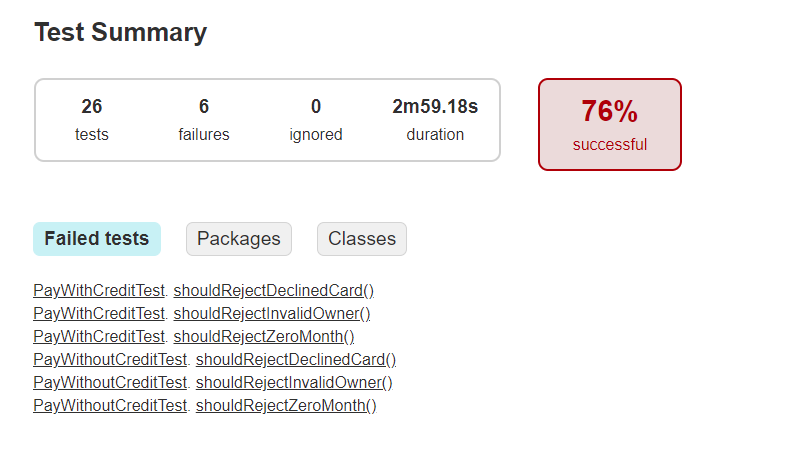 Test Summary
26 6 0 2m59.18s 76%
tests failures ignored duration successful
Failed tests Packages Classes
PayWithCreditTest. shouldRejectDeclinedCard()
PayWithCreditTest. shouldRejectInvalidOwner()
PayWithCreditTest. shouldRejectZeroMonth()
PayWithoutCreditTest. shouldRejectDeclinedCard()
PayWithoutCreditTest. shouldRejectInvalidOwner()
PayWithoutCreditTest. shouldRejectZeroMonth()